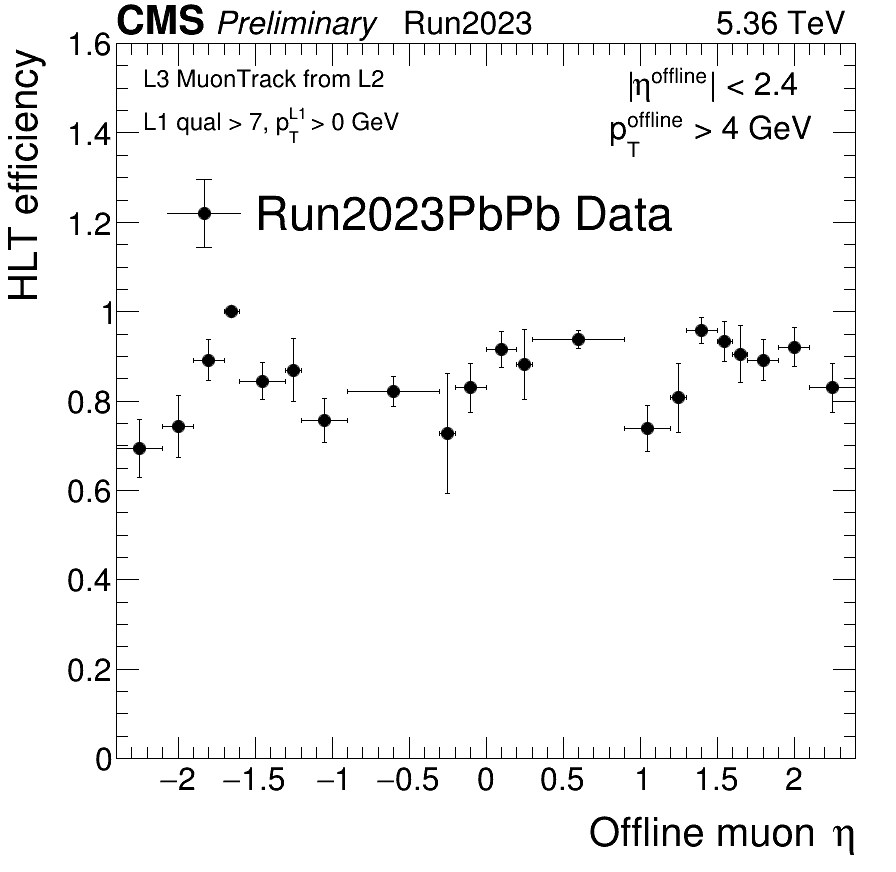 CMS Preliminary Run2023 5.36 TeV
L3 MuonTrack from L2
|η^offline| < 2.4
L1 qual > 7, p_T^L1 > 0 GeV
p_T^offline > 4 GeV
Run2023PbPb Data
HLT efficiency
1.6
1.4
1.2
1
0.8
0.6
0.4
0.2
0
−2 −1.5 −1 −0.5 0 0.5 1 1.5 2
Offline muon η